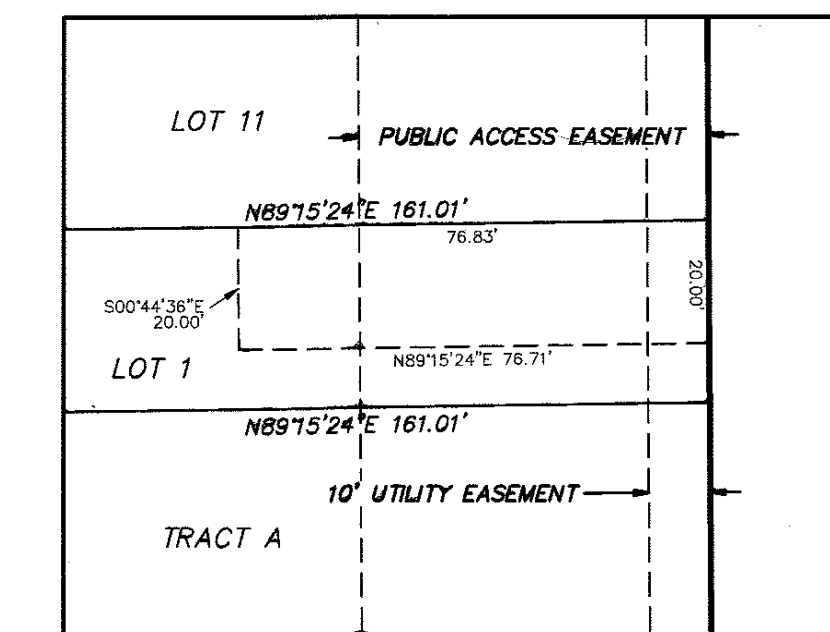 LOT 11
PUBLIC ACCESS EASEMENT
N89°15'24"E 161.01'
76.83'
20.00'
S00°44'36"E
20.00'
N89°15'24"E 76.71'
LOT 1
N89°15'24"E 161.01'
10' UTILITY EASEMENT
TRACT A